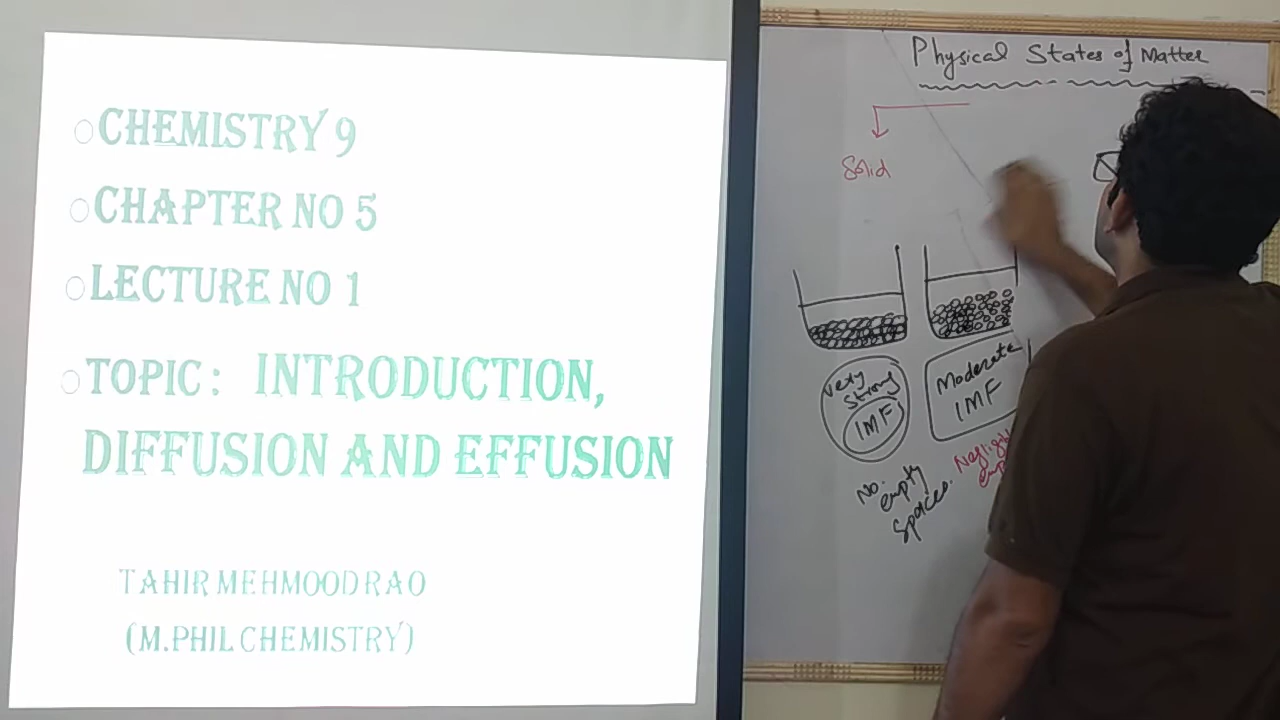 CHEMISTRY 9
CHAPTER NO 5
LECTURE NO 1
TOPIC: INTRODUCTION,
DIFFUSION AND EFFUSION
TAHIR MEHMOOD RAO
(M.PHIL CHEMISTRY)
Physical States of Matter
Solid
Very
Strong
IMF
Moderate
IMF
No.
empty
spaces.